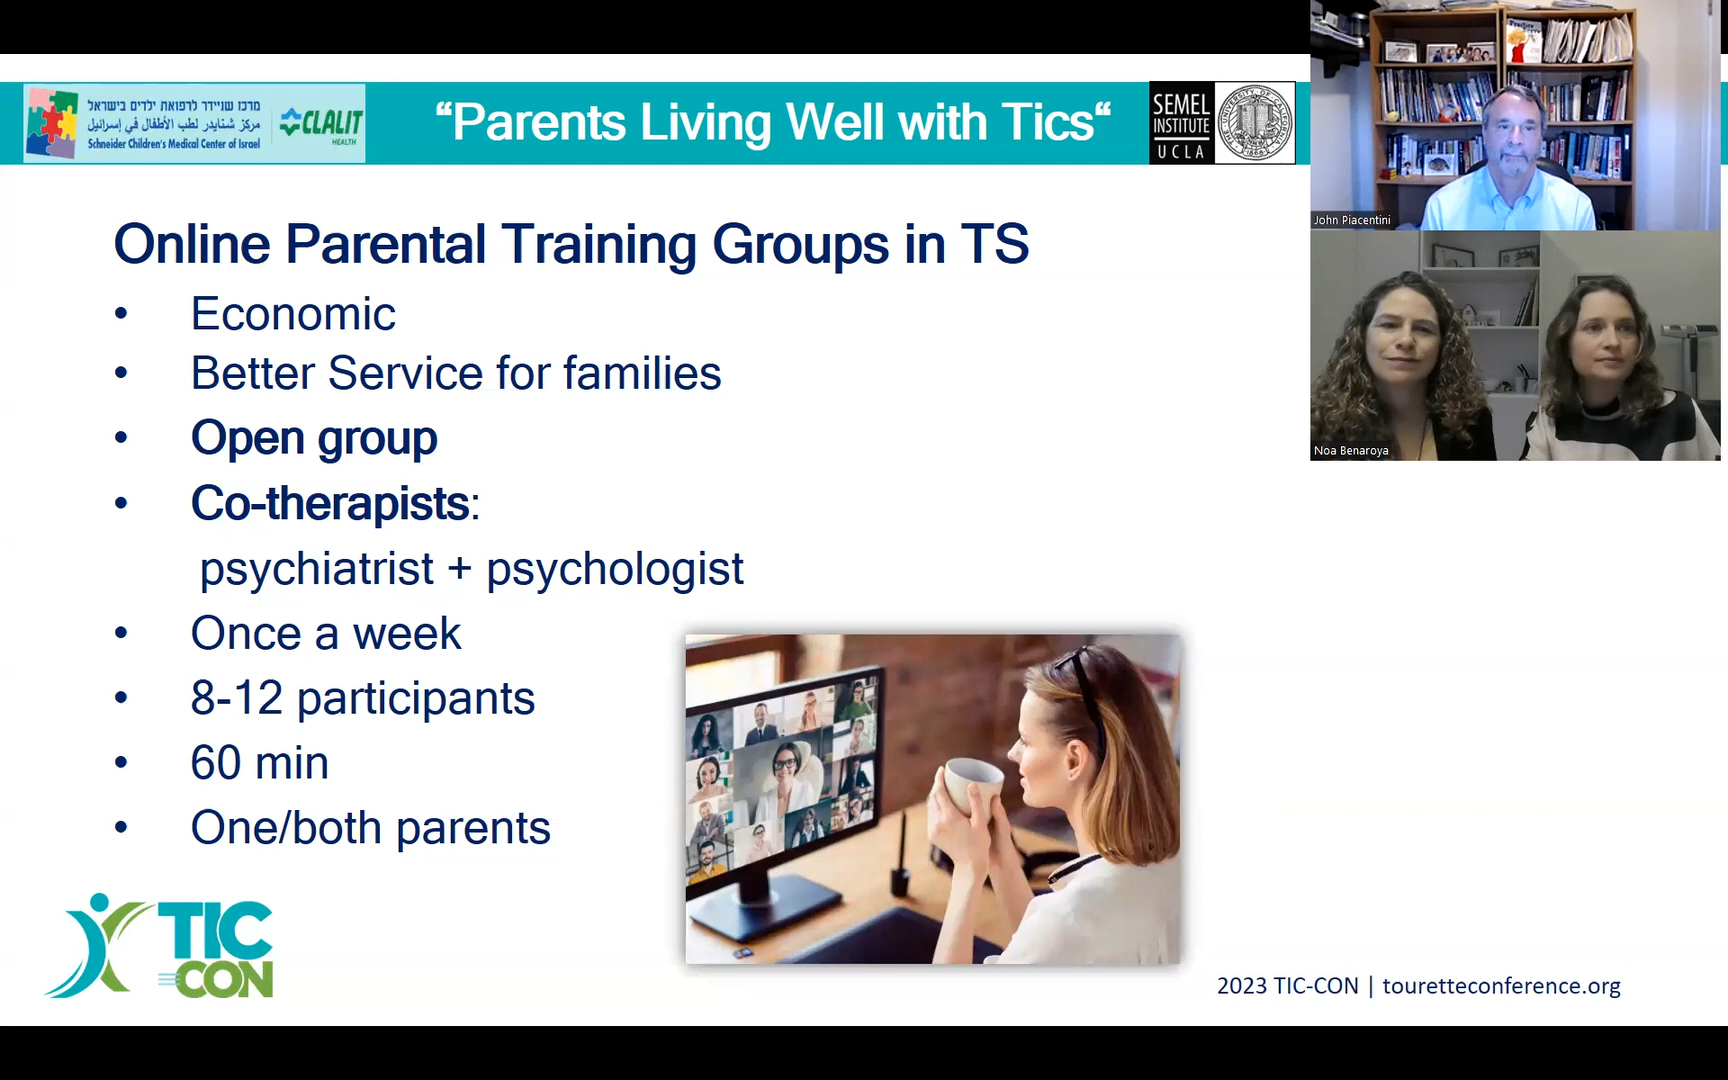 מרכז שניידר לרפואת ילדים בישראל
مركز شنايدر لطب الأطفال في إسرائيل
Schneider Children's Medical Center of Israel
CLALIT
HEALTH
“Parents Living Well with Tics“
SEMEL
INSTITUTE
UCLA
Online Parental Training Groups in TS
• Economic
• Better Service for families
• Open group
• Co-therapists:
psychiatrist + psychologist
• Once a week
• 8-12 participants
• 60 min
• One/both parents
TIC
CON
2023 TIC-CON | touretteconference.org
John Piacentini
Noa Benaroya